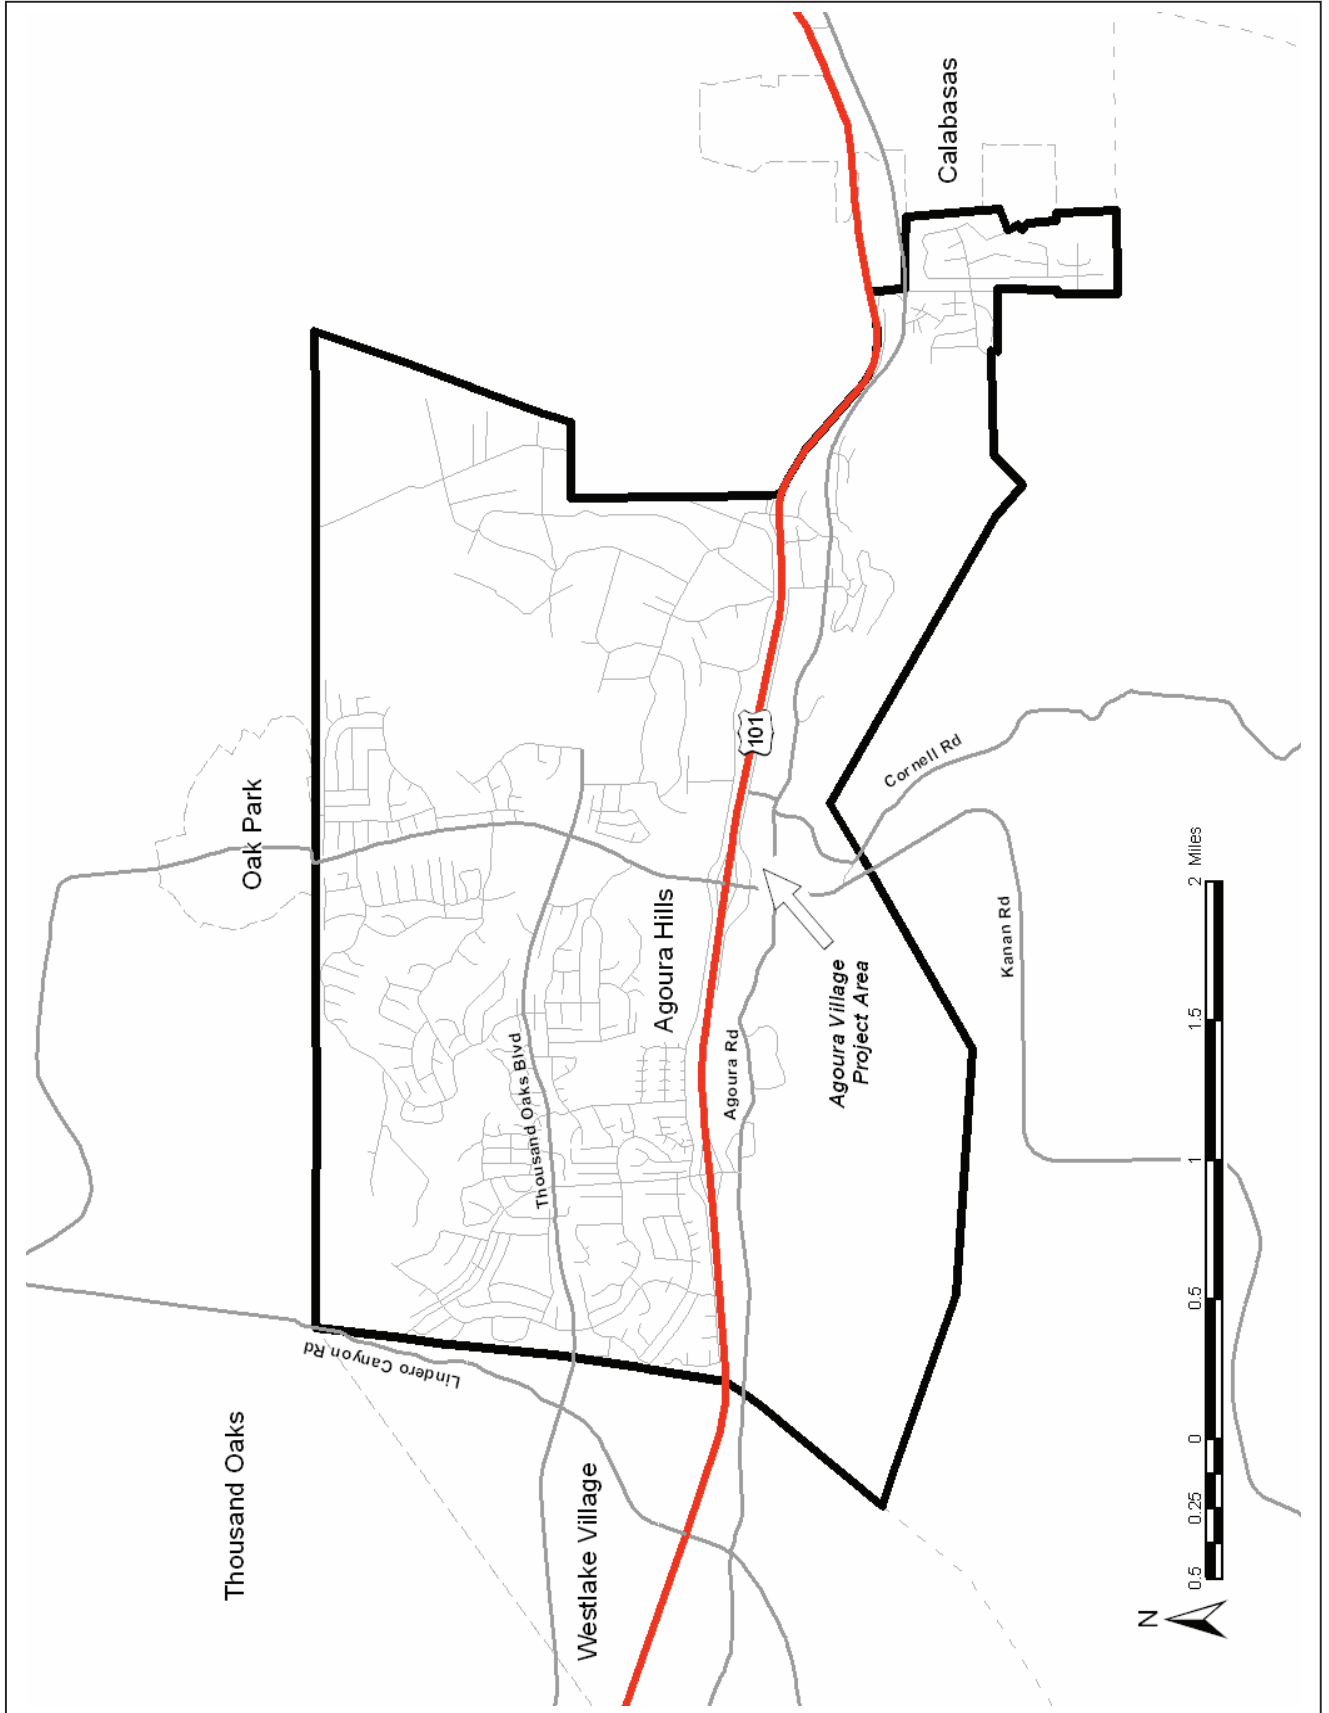 Thousand Oaks
Oak Park
Calabasas
Lindero Canyon Rd
Westlake Village
Thousand Oaks Blvd
Agoura Hills
101
Agoura Rd
Cornell Rd
Agoura Village
Project Area
Kanan Rd
N
0.5 0.25 0 0.5 1 1.5 2 Miles